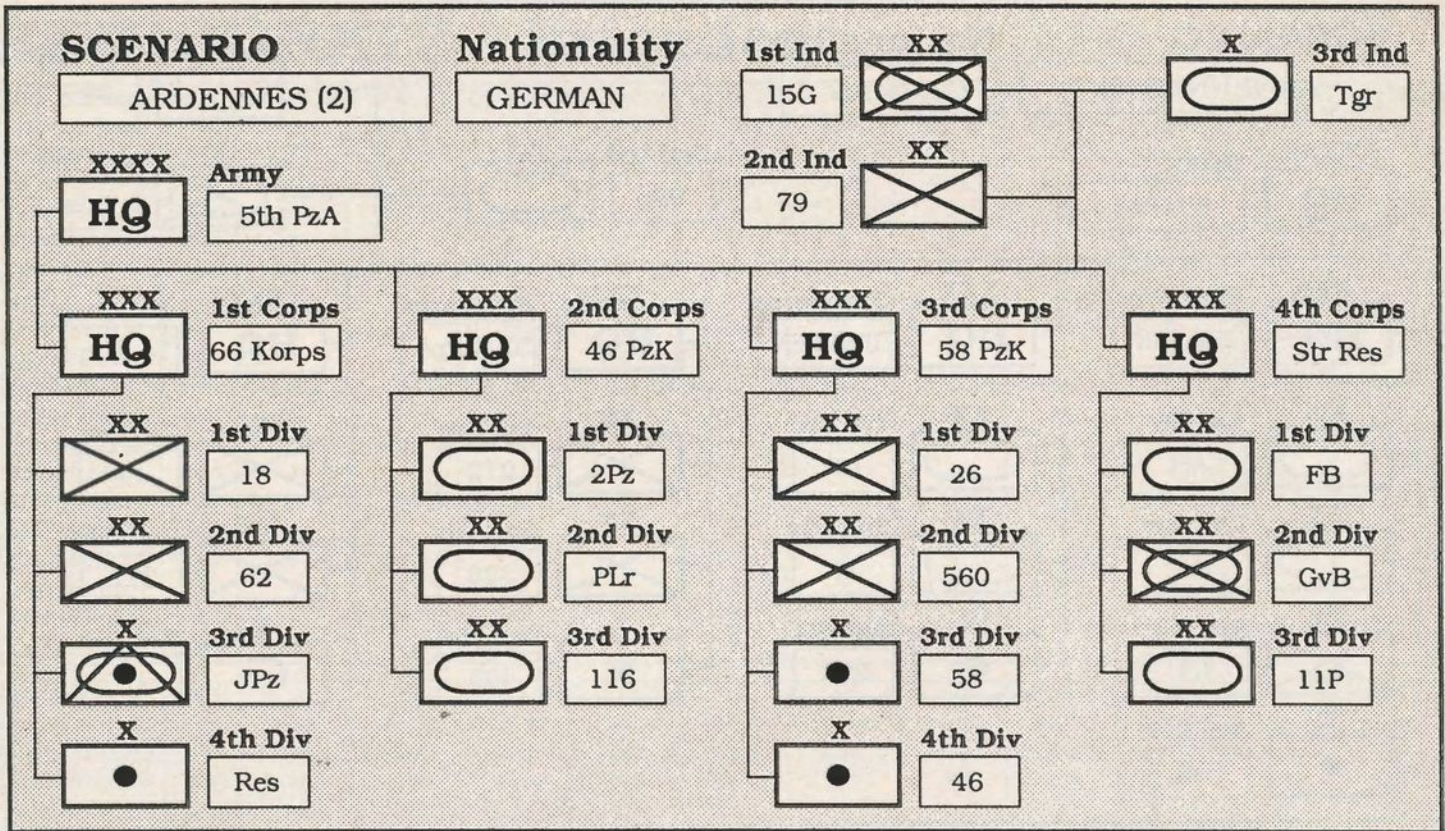 SCENARIO
ARDENNES (2)
Nationality
GERMAN
1st Ind
15G
XX
X
3rd Ind
Tgr
2nd Ind
79
XX
XXXX
HQ
Army
5th PzA
XXX
HQ
1st Corps
66 Korps
XXX
HQ
2nd Corps
46 PzK
XXX
HQ
3rd Corps
58 PzK
XXX
HQ
4th Corps
Str Res
XX
1st Div
18
XX
1st Div
2Pz
XX
1st Div
26
XX
1st Div
FB
XX
2nd Div
62
XX
2nd Div
PLr
XX
2nd Div
560
XX
2nd Div
GvB
X
3rd Div
JPz
XX
3rd Div
116
X
3rd Div
58
XX
3rd Div
11P
X
4th Div
Res
X
4th Div
46